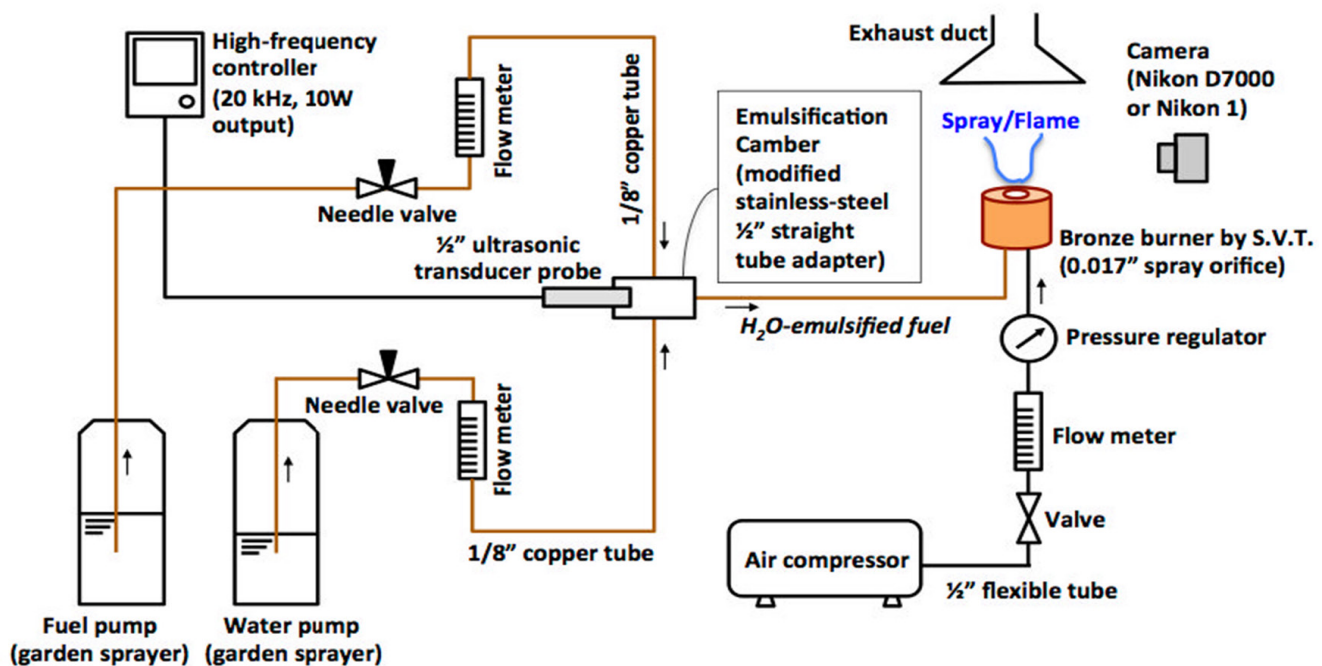 High-frequency
controller
(20 kHz, 10W
output)
Flow meter
1/8” copper tube
Needle valve
½” ultrasonic
transducer probe
Emulsification
Camber
(modified
stainless-steel
½” straight
tube adapter)
Exhaust duct
Camera
(Nikon D7000
or Nikon 1)
Spray/Flame
Bronze burner by S.V.T.
(0.017” spray orifice)
H₂O-emulsified fuel
Pressure regulator
Needle valve
Flow meter
Flow meter
Valve
1/8” copper tube
Air compressor
½” flexible tube
Fuel pump
(garden sprayer)
Water pump
(garden sprayer)